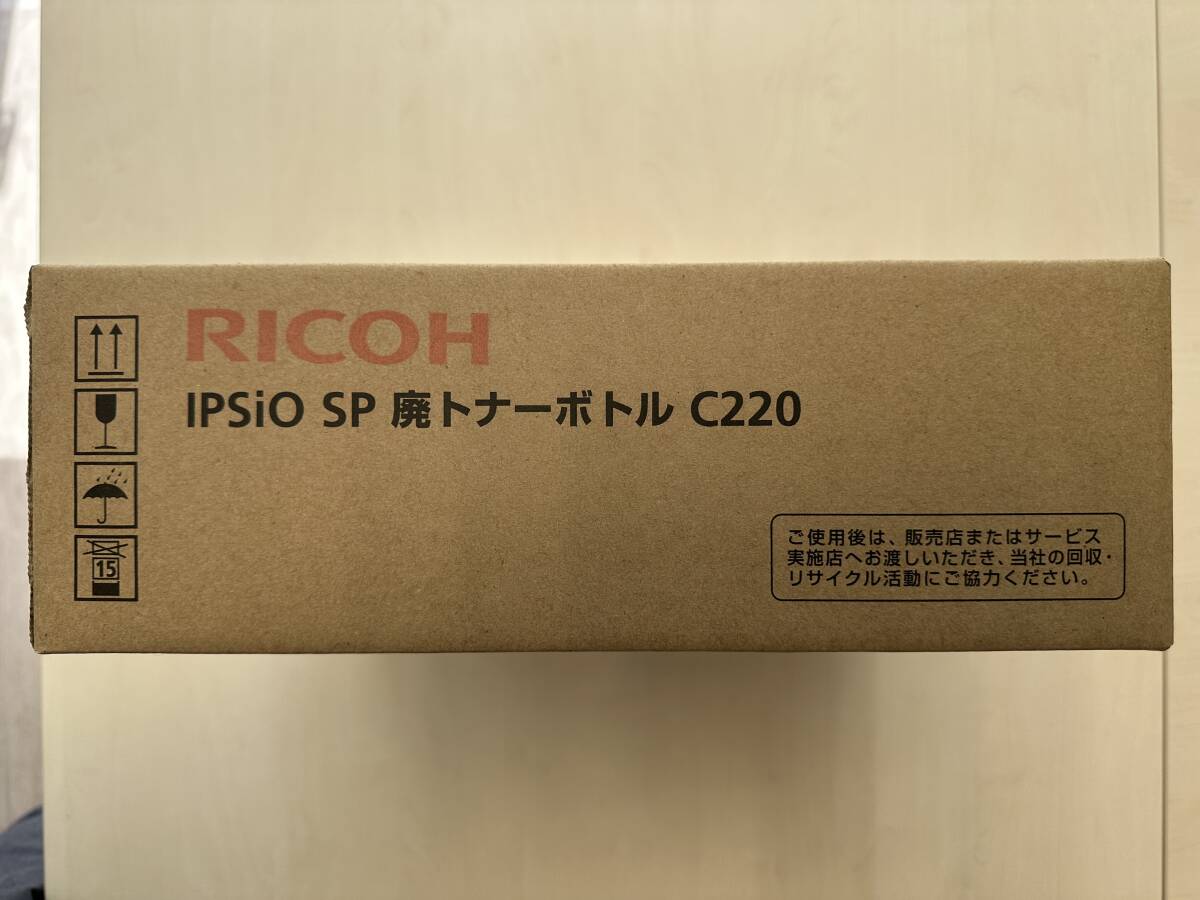 RICOH
IPSiO SP 廃トナーボトル C220
15
ご使用後は、販売店またはサービス
実施店へお渡しいただき、当社の回収・
リサイクル活動にご協力ください。